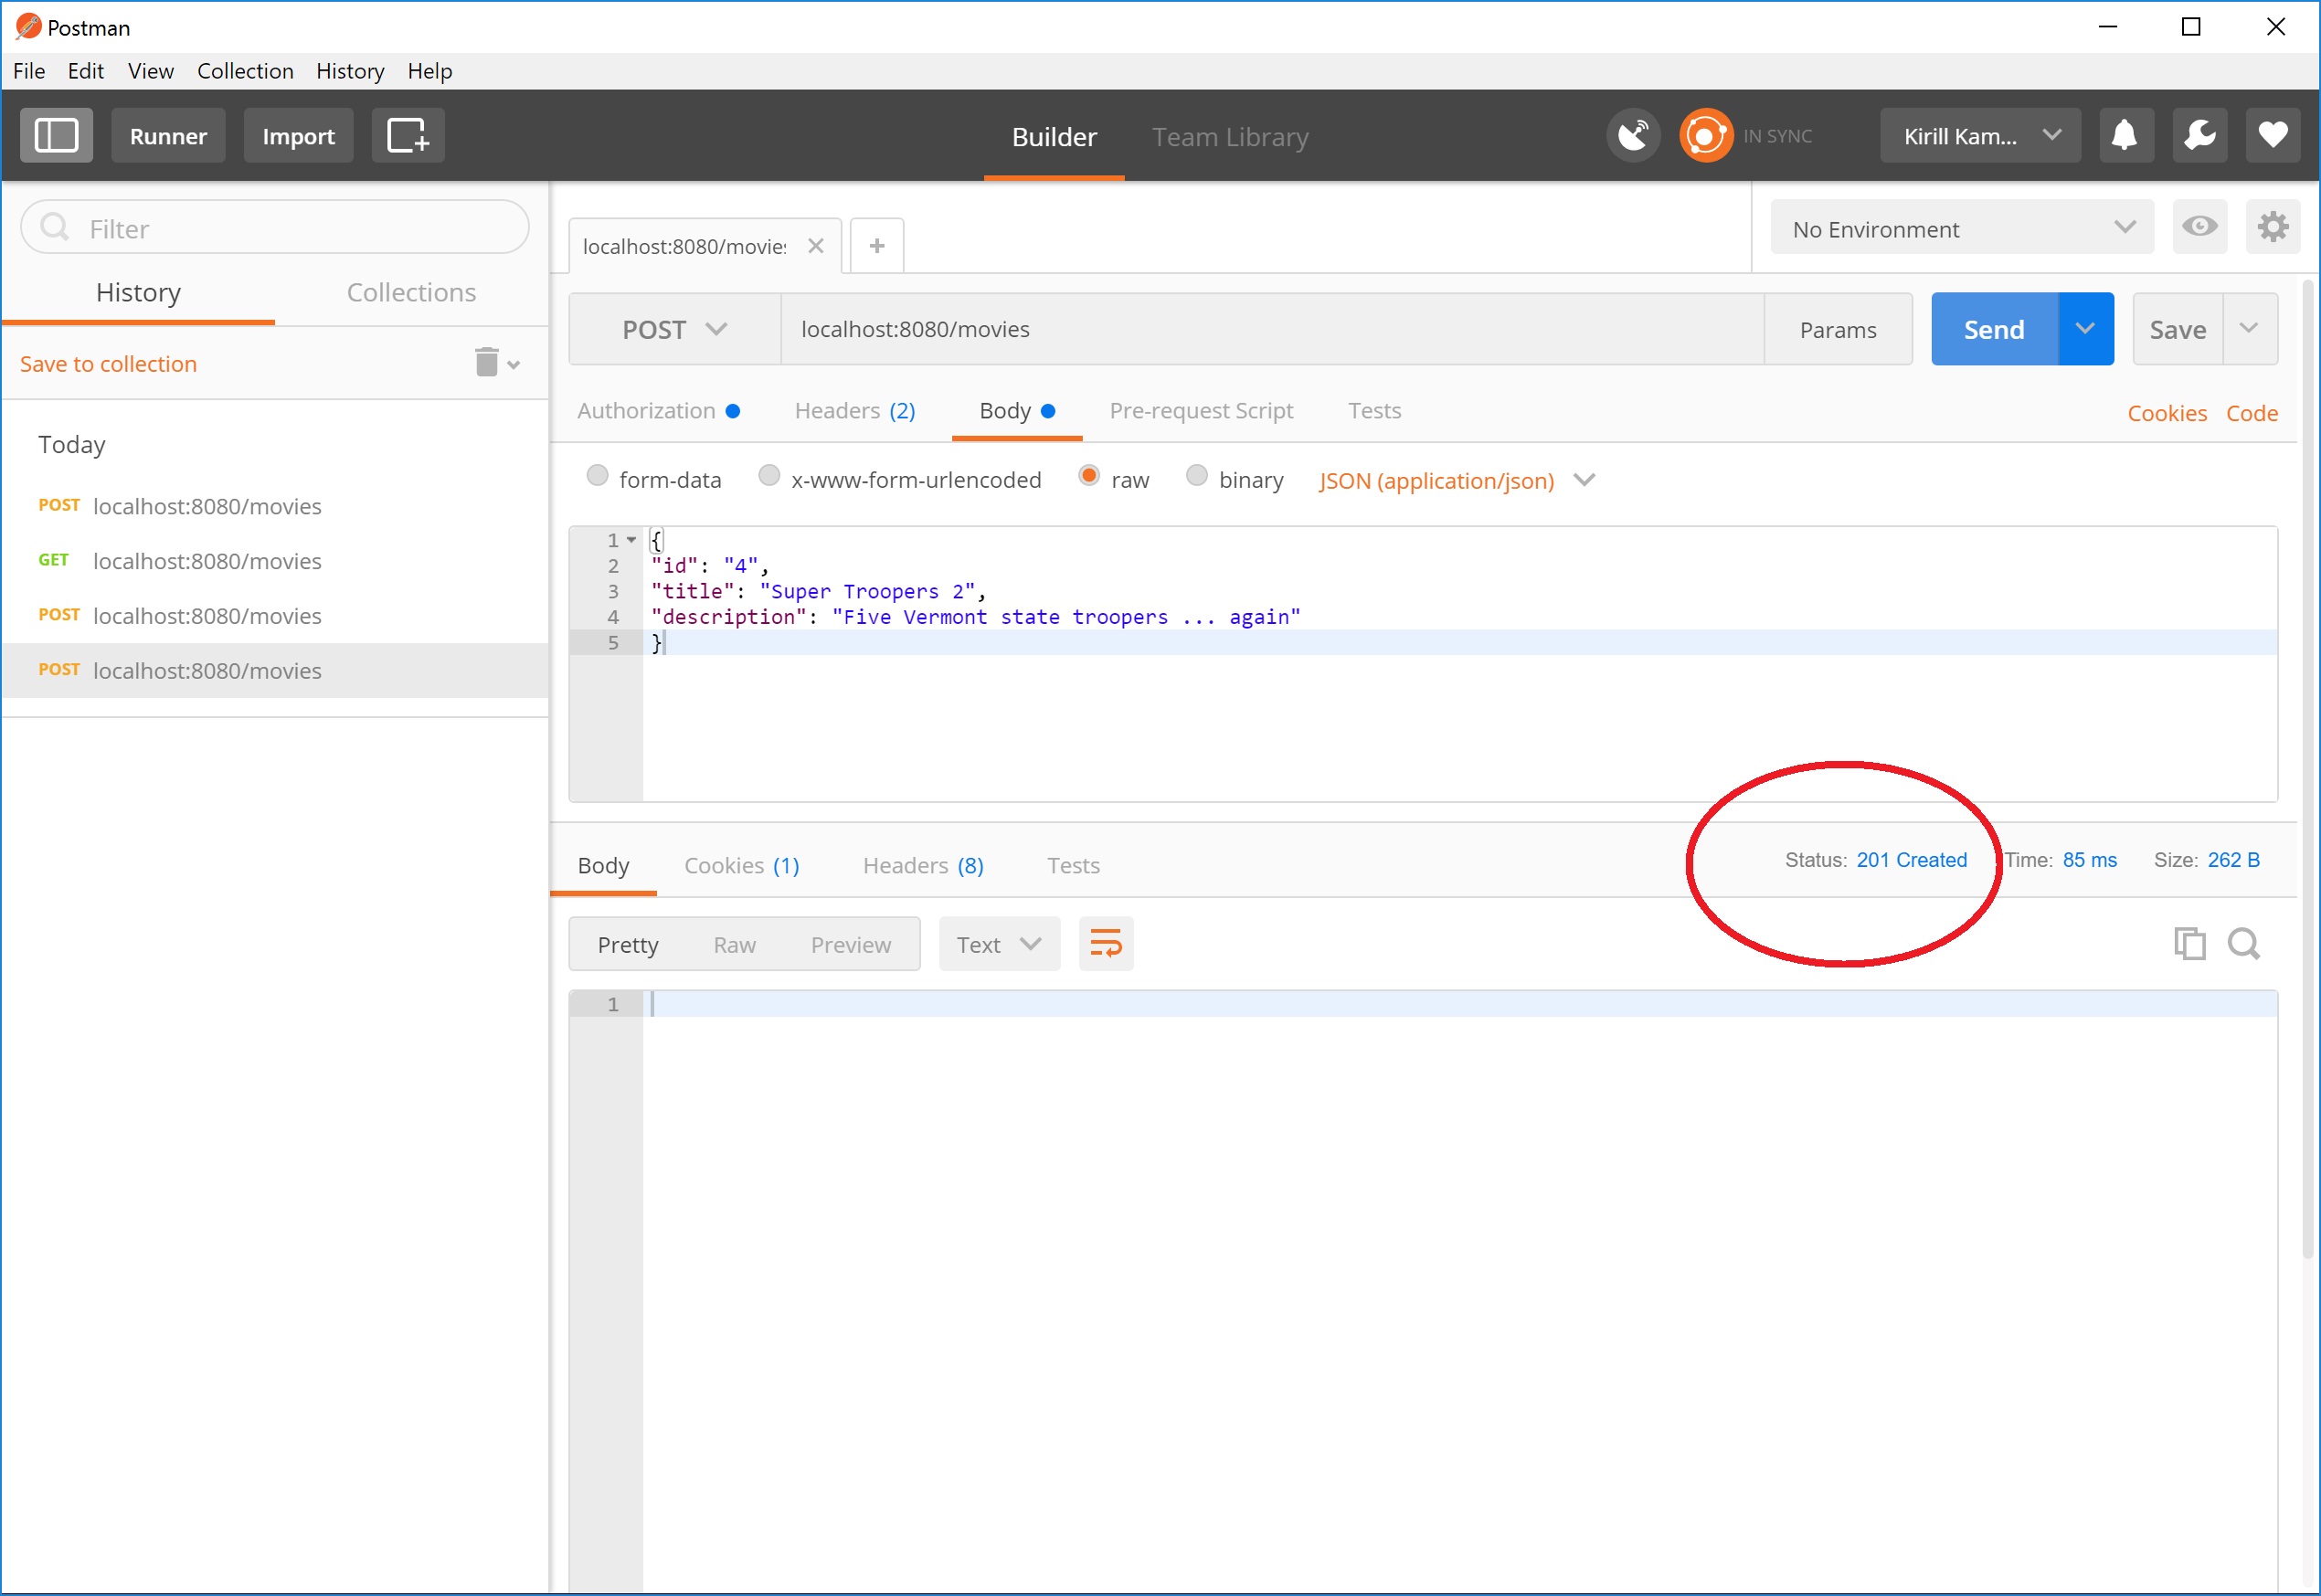 Postman
File Edit View Collection History Help
Runner Import Builder Team Library IN SYNC Kirill Kam...
Filter
localhost:8080/movies
No Environment
History Collections
POST localhost:8080/movies Params Send Save
Save to collection
Authorization Headers (2) Body Pre-request Script Tests Cookies Code
Today
form-data x-www-form-urlencoded raw binary JSON (application/json)
POST localhost:8080/movies
GET localhost:8080/movies
POST localhost:8080/movies
POST localhost:8080/movies
1 {
2 "id": "4",
3 "title": "Super Troopers 2",
4 "description": "Five Vermont state troopers ... again"
5 }
Body Cookies (1) Headers (8) Tests Status: 201 Created Time: 85 ms Size: 262 B
Pretty Raw Preview Text
1